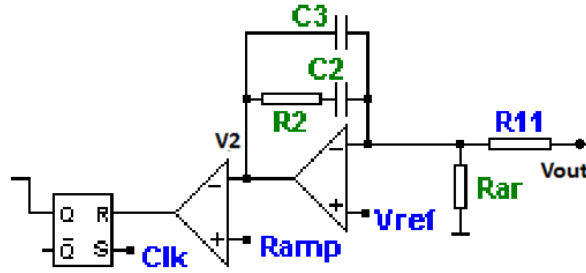 C3
C2
R2
R11
V2
Vout
−
−
Rar
+
Vref
Q R
+
Ramp
Q̅ S
Clk